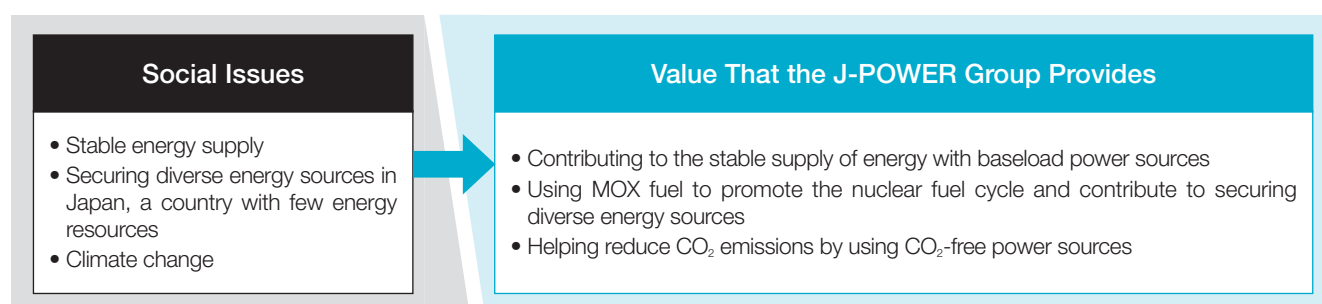 Social Issues
• Stable energy supply
• Securing diverse energy sources in
Japan, a country with few energy
resources
• Climate change
Value That the J-POWER Group Provides
• Contributing to the stable supply of energy with baseload power sources
• Using MOX fuel to promote the nuclear fuel cycle and contribute to securing
diverse energy sources
• Helping reduce CO₂ emissions by using CO₂-free power sources